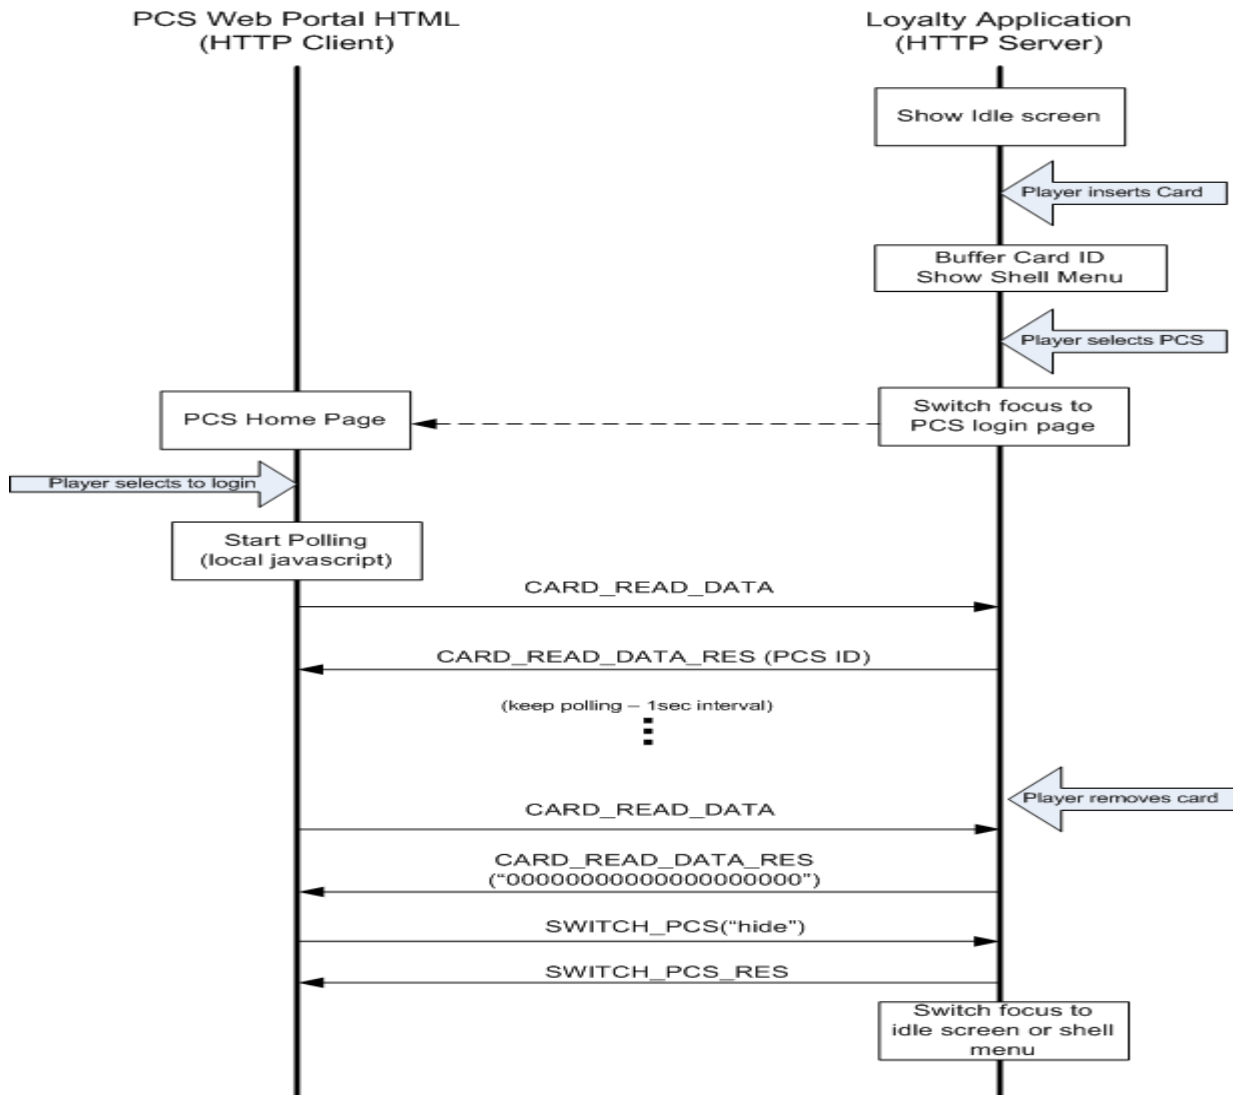 PCS Web Portal HTML
(HTTP Client)
Loyalty Application
(HTTP Server)
Show Idle screen
Player inserts Card
Buffer Card ID
Show Shell Menu
Player selects PCS
Switch focus to
PCS login page
PCS Home Page
Player selects to login
Start Polling
(local javascript)
CARD_READ_DATA
CARD_READ_DATA_RES (PCS ID)
(keep polling – 1sec interval)
Player removes card
CARD_READ_DATA
CARD_READ_DATA_RES
(“00000000000000000000”)
SWITCH_PCS(“hide”)
SWITCH_PCS_RES
Switch focus to
idle screen or shell
menu